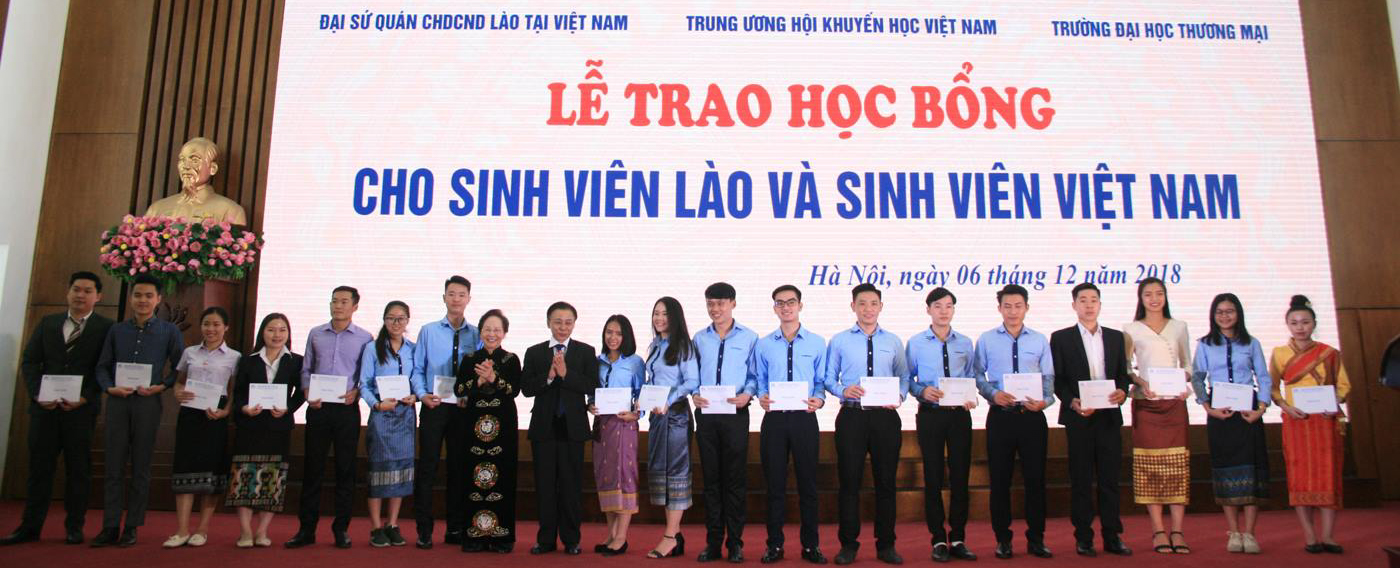 ĐẠI SỨ QUÁN CHDCND LÀO TẠI VIỆT NAM
TRUNG ƯƠNG HỘI KHUYẾN HỌC VIỆT NAM
TRƯỜNG ĐẠI HỌC THƯƠNG MẠI
LỄ TRAO HỌC BỔNG
CHO SINH VIÊN LÀO VÀ SINH VIÊN VIỆT NAM
Hà Nội, ngày 06 tháng 12 năm 2018